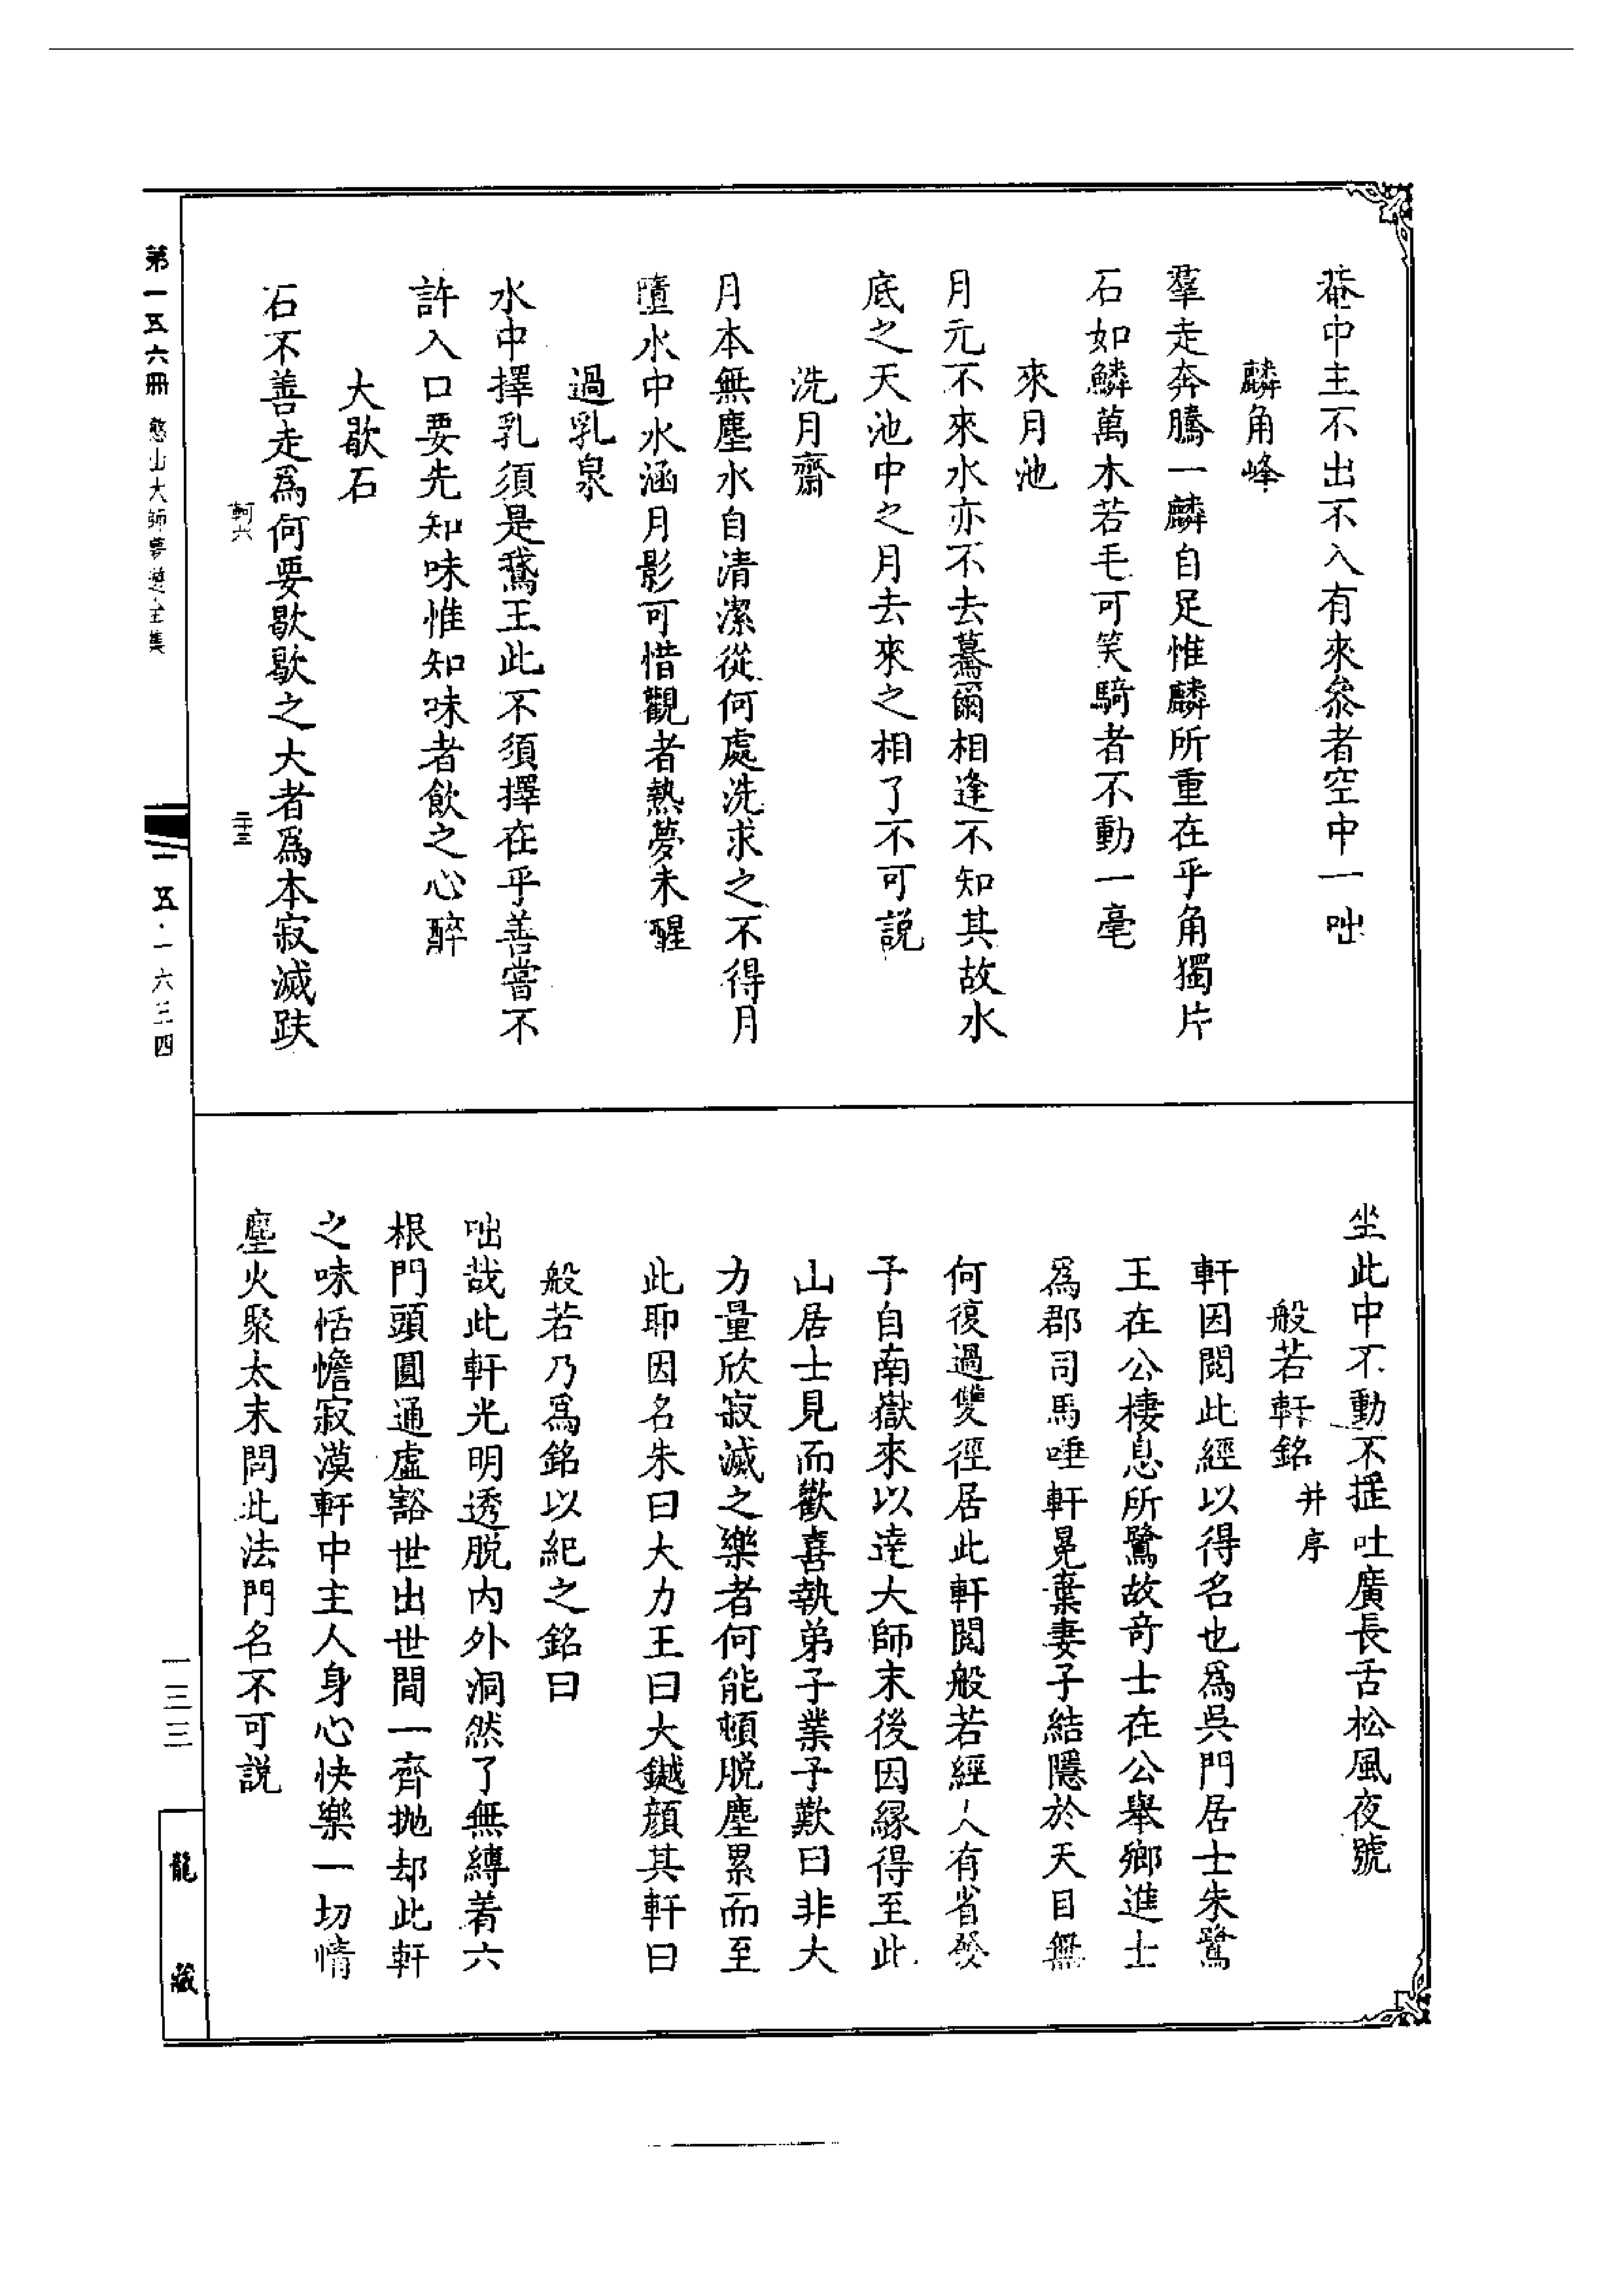 菴中主不出不入有來叅者空中一咄
麟角峰
羣走奔騰一麟自足惟麟所重在乎角獨片
石如鱗萬木若毛可笑騎者不動一毫
來月池
月元不來水亦不去驀爾相逢不知其故水
底之天池中之月去來之相了不可説
洗月齋
月本無塵水自清潔從何處洗求之不得月
墮水中水涵月影可惜觀者熱夢未醒
過乳泉
水中擇乳須是鵞王此不須擇在乎善嘗不
許入口要先知味惟知味者飲之心醉
大歇石
石不善走爲何要歇歇之大者爲本寂滅趺
軻六
二十三
坐此中不動不搖吐廣長舌松風夜號
般若軒銘 并序
軒因閱此經以得名也爲吳門居士朱鷺
王在公棲息所鷺故奇士在公舉鄉進士
爲郡司馬唾軒冕棄妻子結隱於天目無
何復過雙徑居此軒閱般若經人有省發
予自南嶽來以達大師末後因緣得至此
山居士見而歡喜執弟子業予歎曰非大
力量欣寂滅之樂者何能頓脱塵累而至
此耶因名朱曰大力王曰大鉞顔其軒曰
般若乃爲銘以紀之銘曰
咄哉此軒光明透脱内外洞然了無縛着六
根門頭圓通虛豁世出世間一齊抛却此軒
之味恬憺寂漠軒中主人身心快樂一切情
塵火聚太末問此法門名不可説
第一五六冊 憨山大師夢遊全集
一五·一六三四
一三三
龍藏